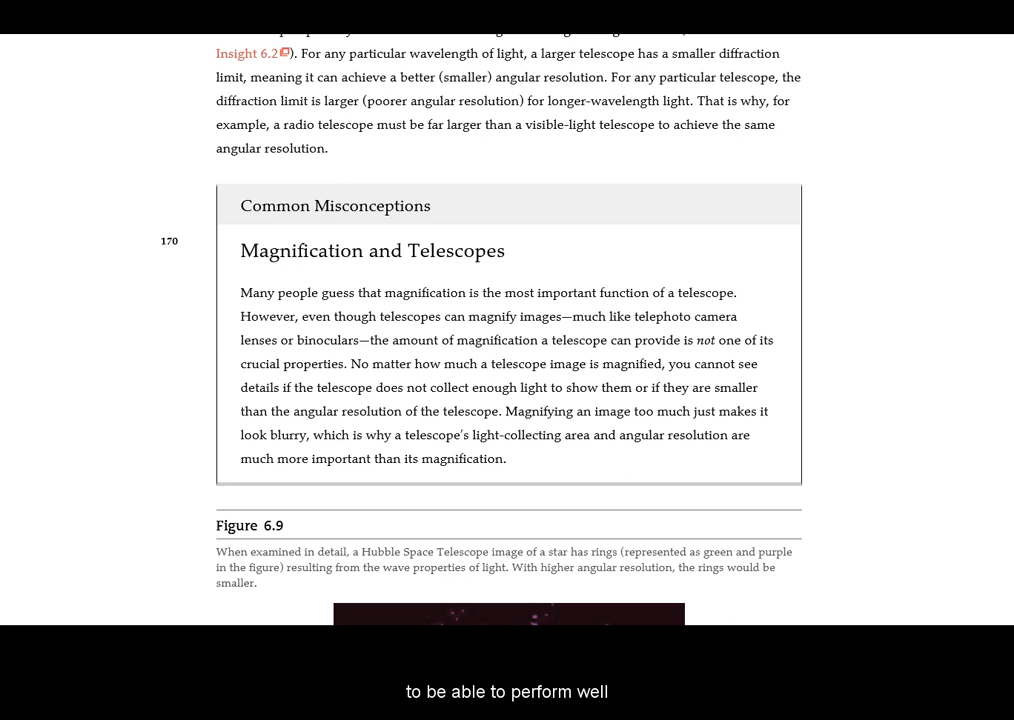 Insight 6.2). For any particular wavelength of light, a larger telescope has a smaller diffraction
limit, meaning it can achieve a better (smaller) angular resolution. For any particular telescope, the
diffraction limit is larger (poorer angular resolution) for longer-wavelength light. That is why, for
example, a radio telescope must be far larger than a visible-light telescope to achieve the same
angular resolution.
Common Misconceptions
170
Magnification and Telescopes
Many people guess that magnification is the most important function of a telescope.
However, even though telescopes can magnify images—much like telephoto camera
lenses or binoculars—the amount of magnification a telescope can provide is not one of its
crucial properties. No matter how much a telescope image is magnified, you cannot see
details if the telescope does not collect enough light to show them or if they are smaller
than the angular resolution of the telescope. Magnifying an image too much just makes it
look blurry, which is why a telescope's light-collecting area and angular resolution are
much more important than its magnification.
Figure 6.9
When examined in detail, a Hubble Space Telescope image of a star has rings (represented as green and purple
in the figure) resulting from the wave properties of light. With higher angular resolution, the rings would be
smaller.
to be able to perform well